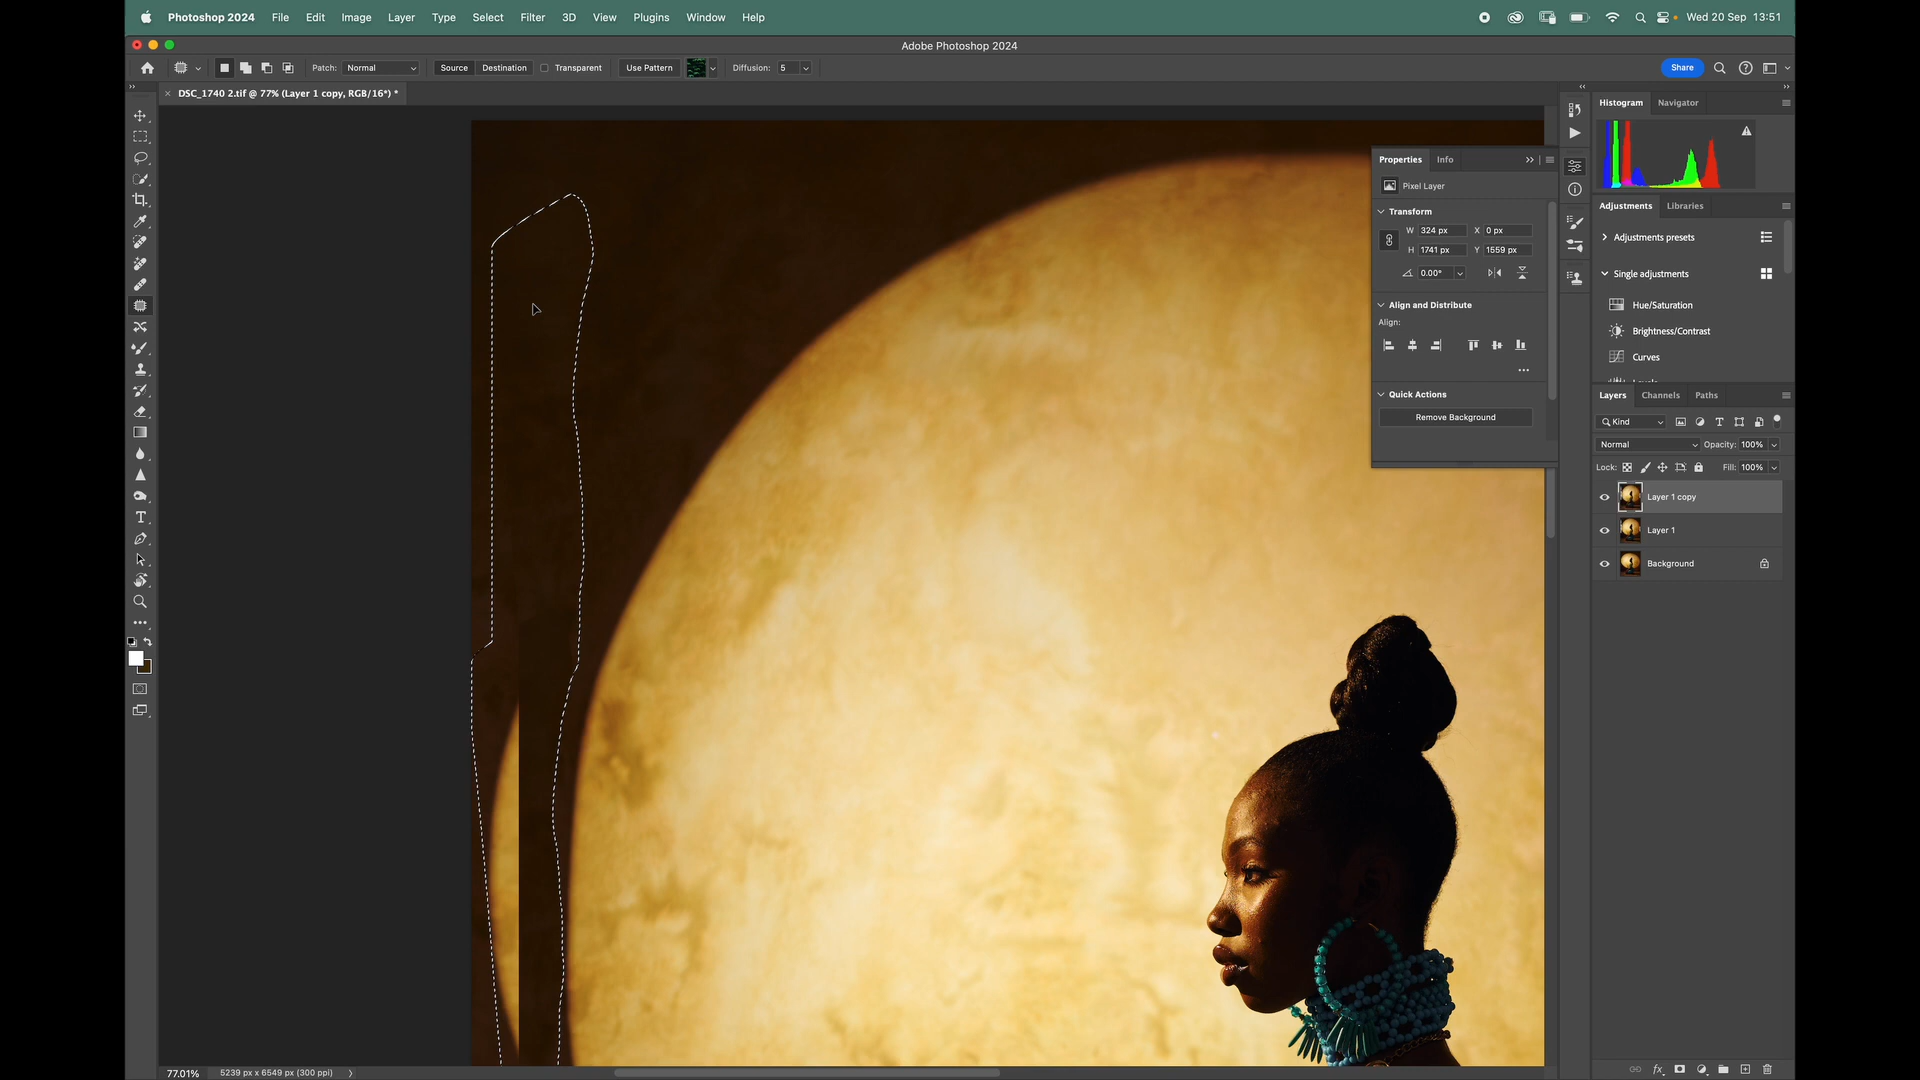 Photoshop 2024 File Edit Image Layer Type Select Filter 3D View Plugins Window Help Wed 20 Sep 13:51
Adobe Photoshop 2024
Patch: Normal Source Destination Transparent Use Pattern Diffusion: 5 Share
× DSC_1740 2.tif @ 77% (Layer 1 copy, RGB/16*) *
Histogram Navigator
Properties Info
Pixel Layer
Transform
W 324 px X 0 px
H 1741 px Y 1559 px
0.00°
Align and Distribute
Align:
Quick Actions
Remove Background
Adjustments Libraries
Adjustments presets
Single adjustments
Hue/Saturation
Brightness/Contrast
Curves
Layers Channels Paths
Kind
Normal Opacity: 100%
Lock: Fill: 100%
Layer 1 copy
Layer 1
Background
fx
77.01% 5239 px x 6549 px (300 ppi)